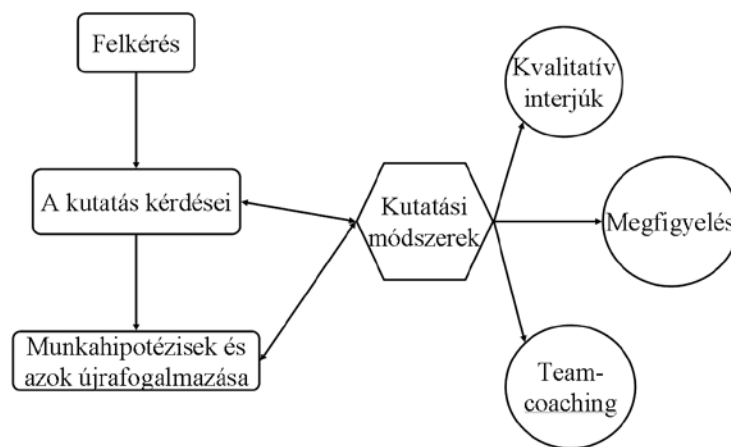 Felkérés
A kutatás kérdései
Munkahipotézisek és
azok újrafogalmazása
Kutatási
módszerek
Kvalitatív
interjúk
Megfigyelés
Team-
coaching